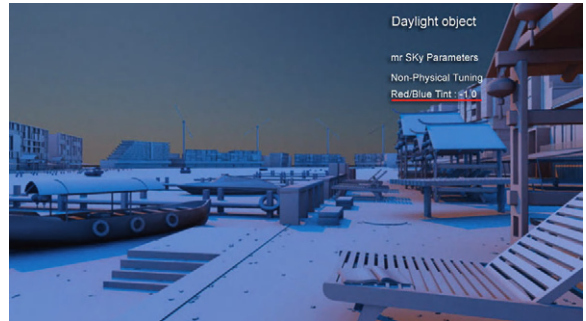 Daylight object
mr SKy Parameters
Non-Physical Tuning
Red/Blue Tint : -1.0